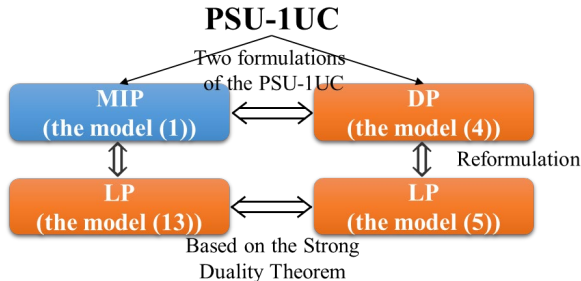 PSU-1UC
Two formulations
of the PSU-1UC
MIP
(the model (1))
DP
(the model (4))
Reformulation
LP
(the model (13))
LP
(the model (5))
Based on the Strong
Duality Theorem